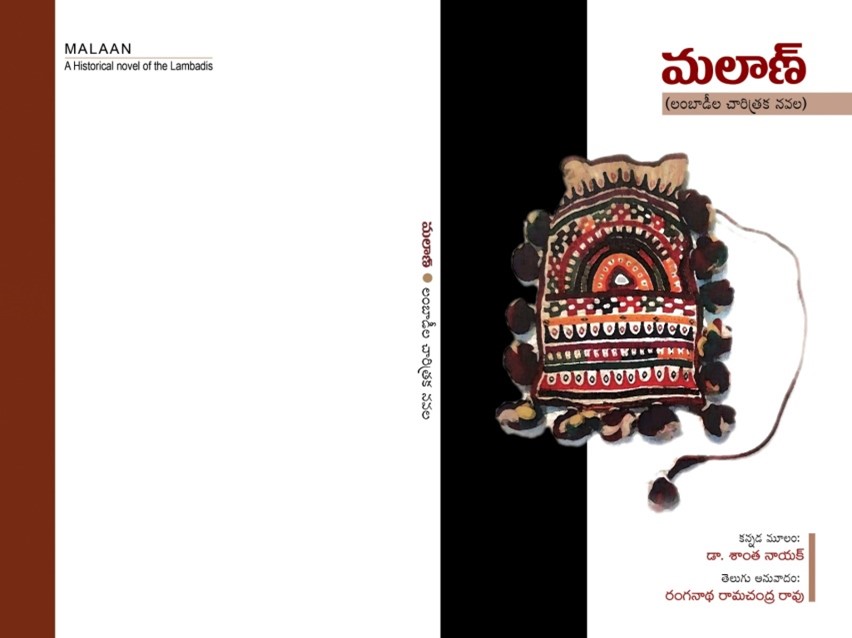 MALAAN
A Historical novel of the Lambadis
మలాణ్ ● లంబాడీల చారిత్రక నవల
మలాణ్
(లంబాడీల చారిత్రక నవల)
కన్నడ మూలం:
డా. శాంత నాయక్
తెలుగు అనువాదం:
రంగనాథ రామచంద్ర రావు